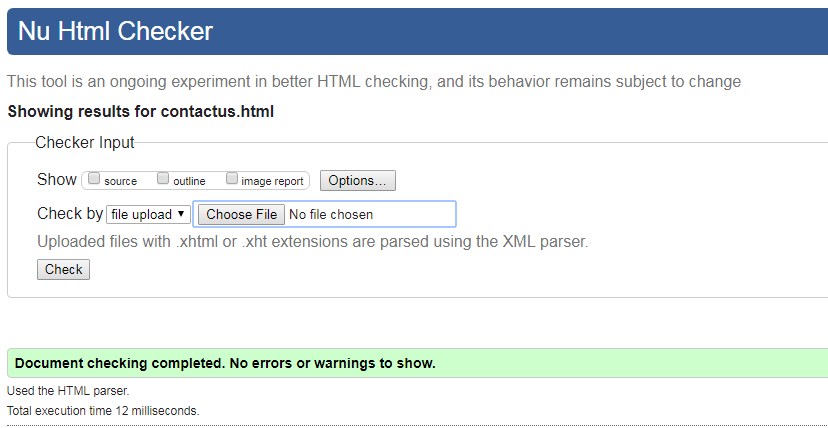 Nu Html Checker
This tool is an ongoing experiment in better HTML checking, and its behavior remains subject to change
Showing results for contactus.html
Checker Input
Show source outline image report Options...
Check by file upload Choose File No file chosen
Uploaded files with .xhtml or .xht extensions are parsed using the XML parser.
Check
Document checking completed. No errors or warnings to show.
Used the HTML parser.
Total execution time 12 milliseconds.